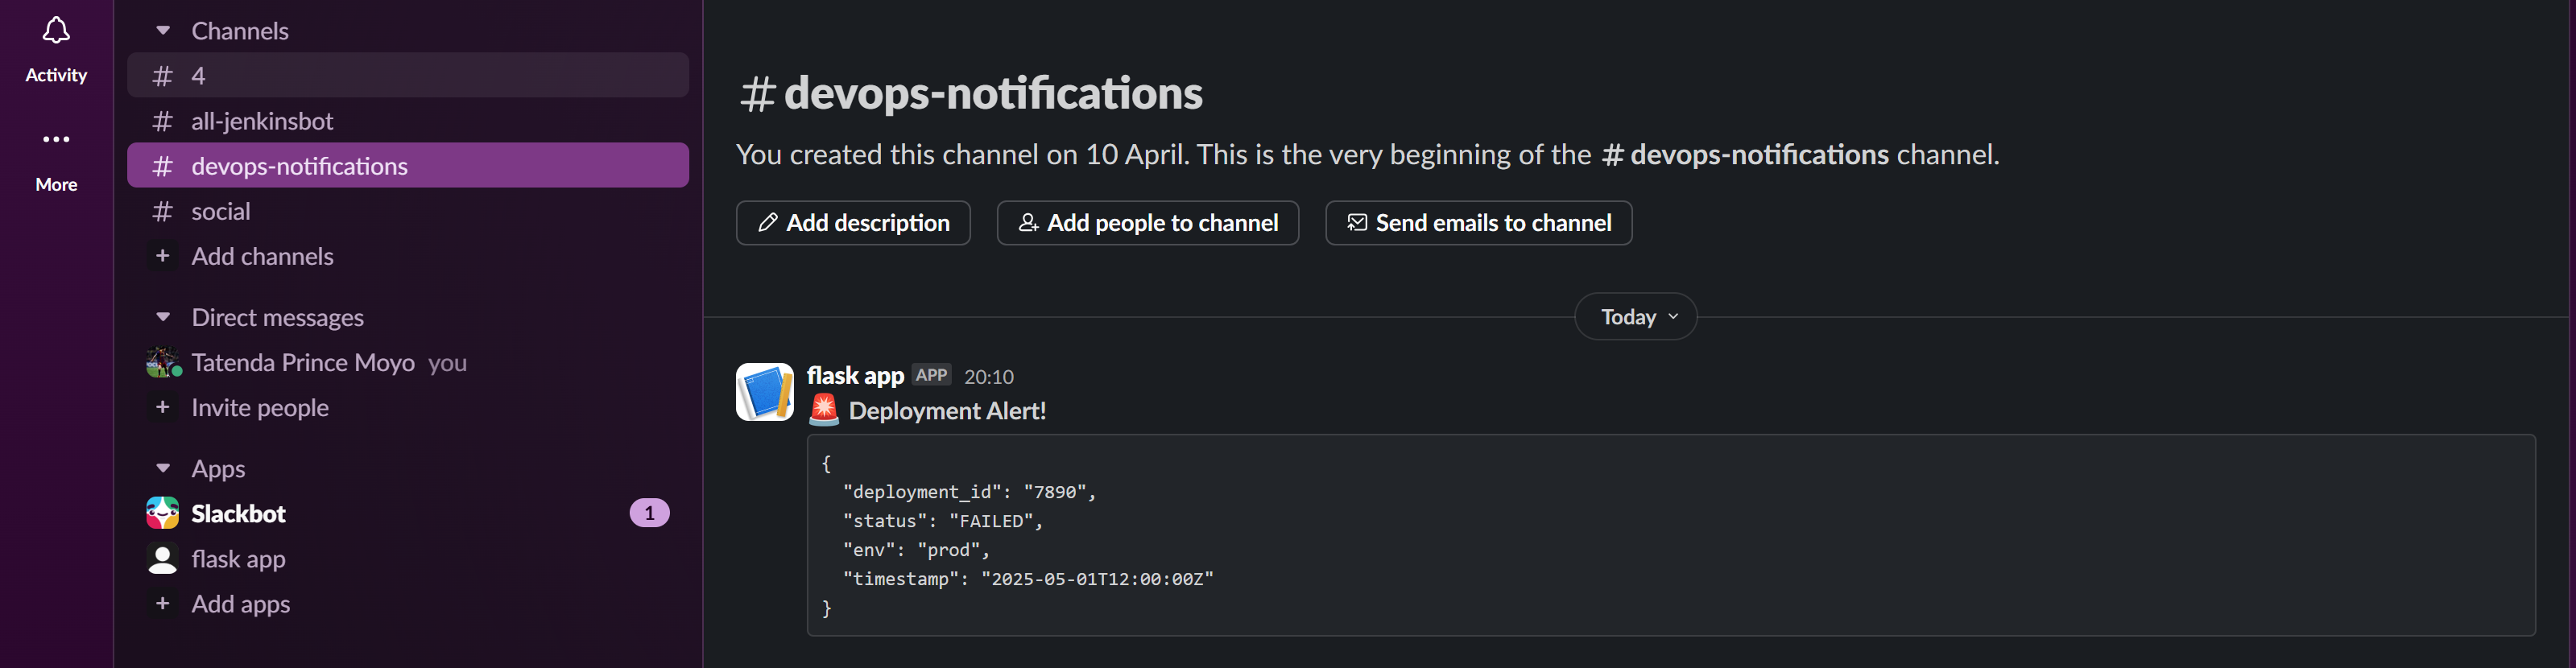 Activity
More
Channels
# 4
# all-jenkinsbot
# devops-notifications
# social
+ Add channels
Direct messages
Tatenda Prince Moyo you
+ Invite people
Apps
Slackbot 1
flask app
+ Add apps
# devops-notifications
You created this channel on 10 April. This is the very beginning of the # devops-notifications channel.
Add description Add people to channel Send emails to channel
Today
flask app APP 20:10
🚨 Deployment Alert!
{
  "deployment_id": "7890",
  "status": "FAILED",
  "env": "prod",
  "timestamp": "2025-05-01T12:00:00Z"
}